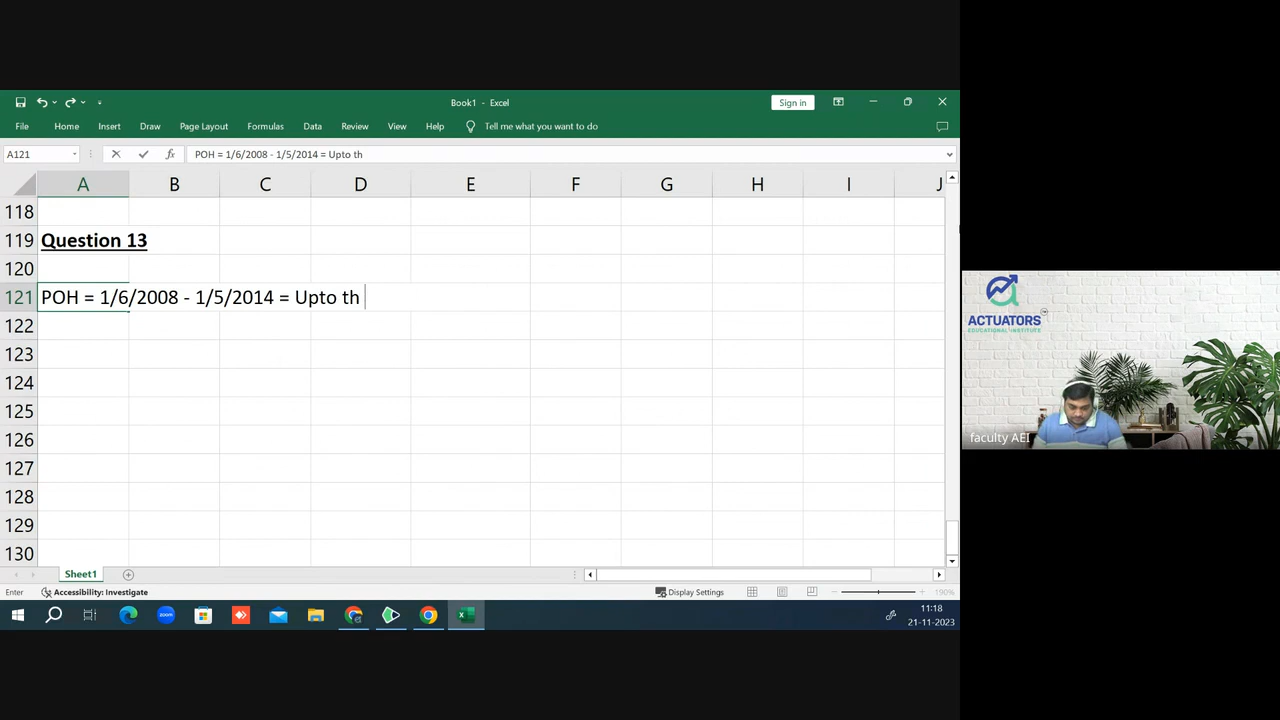 Book1 - Excel
Sign in
File Home Insert Draw Page Layout Formulas Data Review View Help Tell me what you want to do
A121 fx POH = 1/6/2008 - 1/5/2014 = Upto th
A B C D E F G H I J
118
119 Question 13
120
121 POH = 1/6/2008 - 1/5/2014 = Upto th
122
123
124
125
126
127
128
129
130
Sheet1
Enter Accessibility: Investigate Display Settings 190%
zoom
11:18
21-11-2023
ACTUATORS
EDUCATIONAL INSTITUTE
faculty AEI